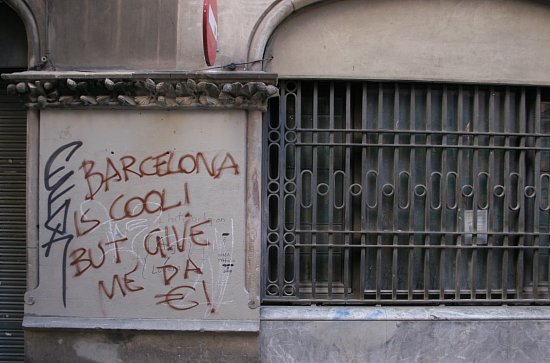 BARCELONA
IS COOL!
BUT GIVE
ME DA
€!